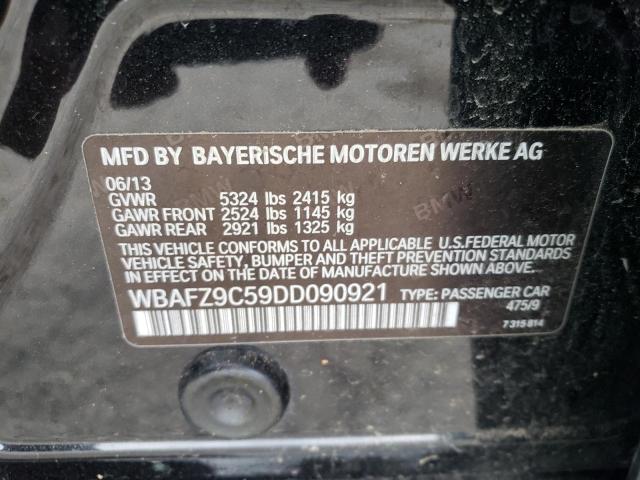 MFD BY BAYERISCHE MOTOREN WERKE AG
06/13
GVWR 5324 lbs 2415 kg
GAWR FRONT 2524 lbs 1145 kg
GAWR REAR 2921 lbs 1325 kg
THIS VEHICLE CONFORMS TO ALL APPLICABLE U.S.FEDERAL MOTOR
VEHICLE SAFETY, BUMPER, AND THEFT PREVENTION STANDARDS
IN EFFECT ON THE DATE OF MANUFACTURE SHOWN ABOVE.
WBAFZ9C59DD090921 TYPE: PASSENGER CAR
475/9
7315814
BMW
BMW